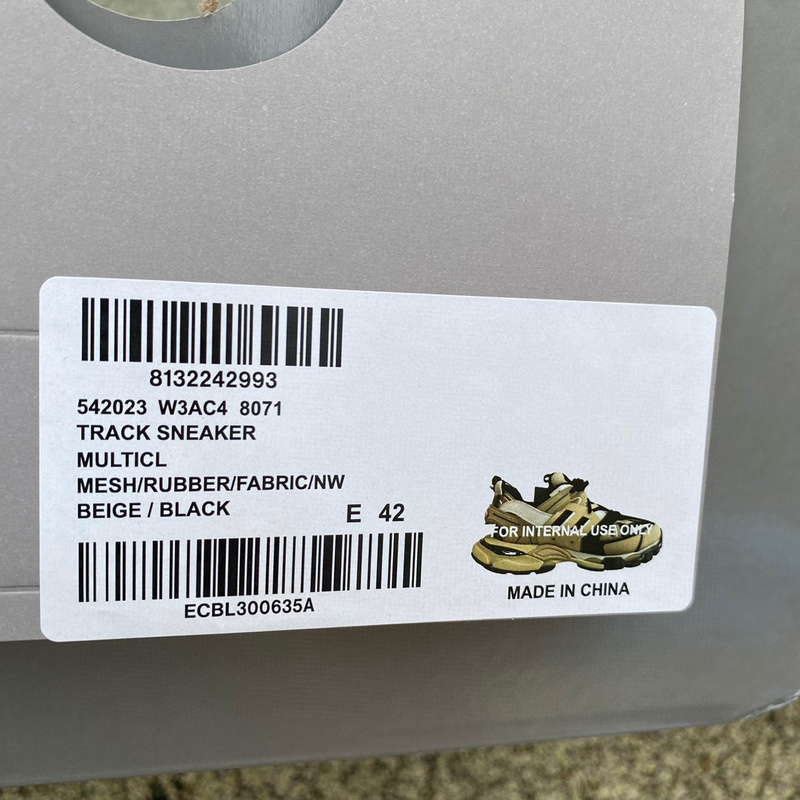 8132242993
542023 W3AC4 8071
TRACK SNEAKER
MULTICL
MESH/RUBBER/FABRIC/NW
BEIGE / BLACK E 42
ECBL300635A
FOR INTERNAL USE ONLY
MADE IN CHINA